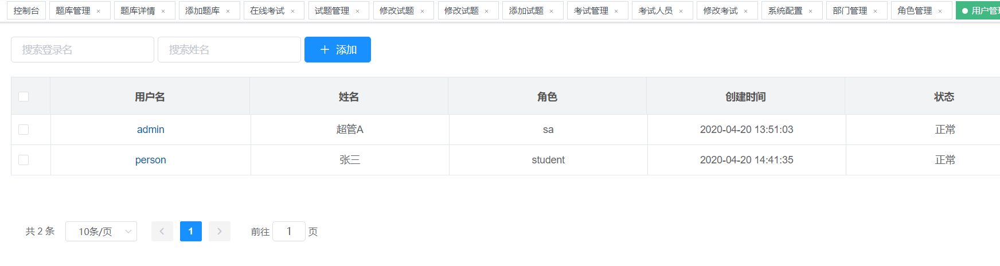 控制台 题库管理 × 题库详情 × 添加题库 × 在线考试 × 试题管理 × 修改试题 × 修改试题 × 添加试题 × 考试管理 × 考试人员 × 修改考试 × 系统配置 × 部门管理 × 角色管理 × 用户管
搜索登录名 搜索姓名 + 添加
用户名 姓名 角色 创建时间 状态
admin 超管A sa 2020-04-20 13:51:03 正常
person 张三 student 2020-04-20 14:41:35 正常
共 2 条 10条/页 1 前往 1 页